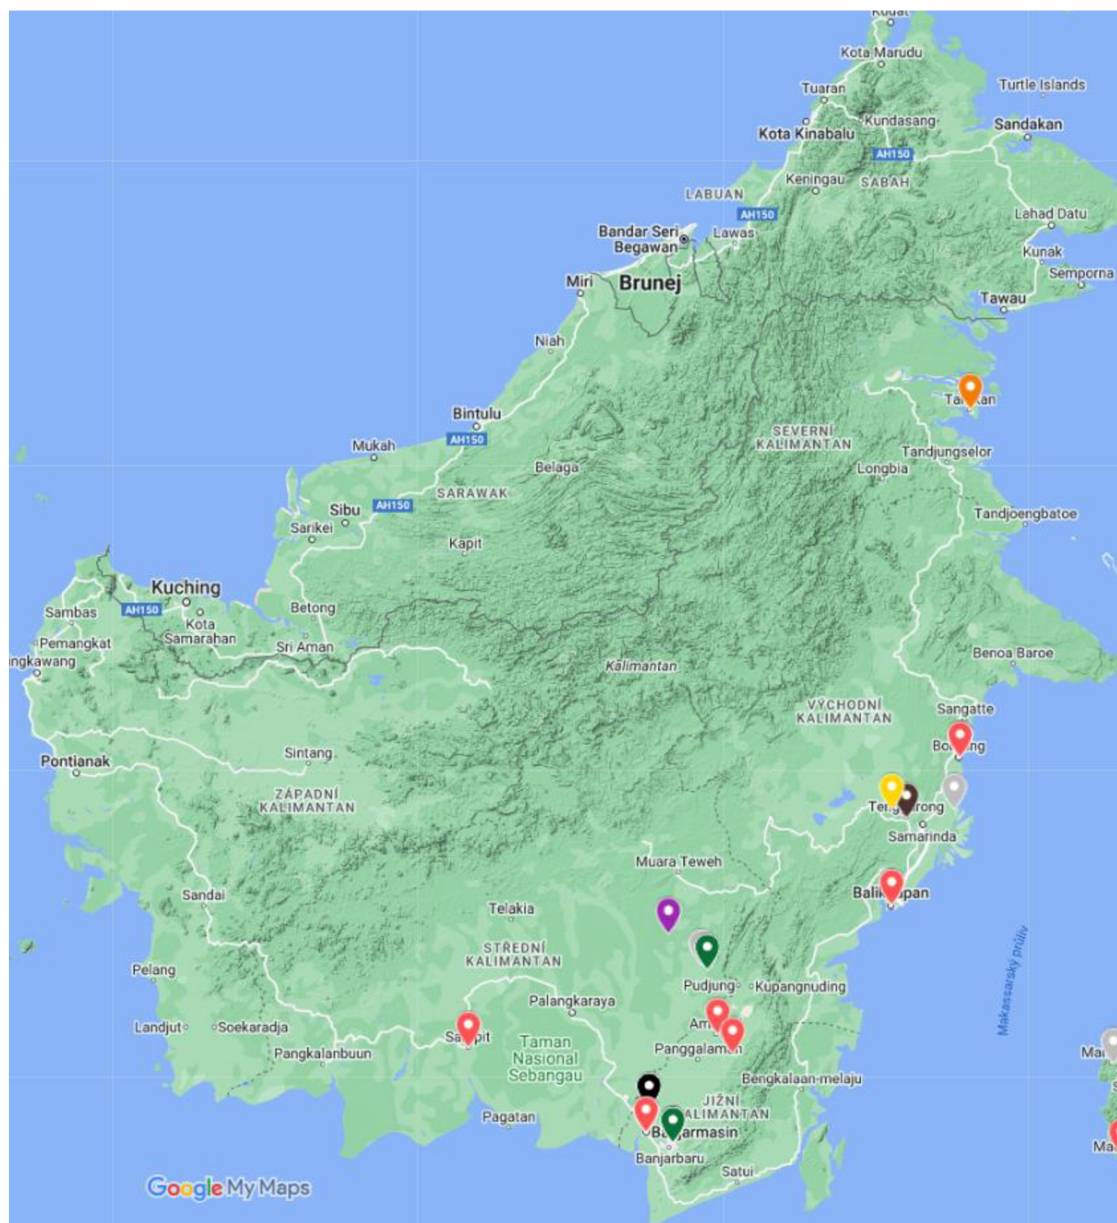 Kota Marudu
Turtle Islands
Tuaran
Kundasang
Sandakan
Kota Kinabalu
AH150
Keningau
SABAH
LABUAN
AH150
Lahad Datu
Bandar Seri
Begawan
Lawas
Kunak
Semporna
Miri
Brunej
Tawau
Niah
Bintulu
AH150
SEVERNÍ
KALIMANTAN
Mukah
Belaga
Tandjungselor
Longbia
SARAWAK
AH150
Sibu
Sarikei
Tandjoengbatoe
Kapit
Kuching
AH150
Sambas
Kota
Samarahan
Betong
Sri Aman
Pemangkat
ingkawang
Kalimantan
Benoa Baroe
VÝCHODNÍ
KALIMANTAN
Sangatte
Sintang
Pontianak
ZÁPADNÍ
KALIMANTAN
Samarinda
Muara Teweh
Sandai
Telakia
STŘEDNÍ
KALIMANTAN
Makassarský průliv
Pelang
Pudjung
Kupangnuding
Palangkaraya
Landjut
Soekaradja
Taman
Nasional
Sebangau
Pangkalanbuun
Panggalaman
Bengkalaan-melaju
JIŽNÍ
KALIMANTAN
Pagatan
Banjarmasin
Banjarbaru
Satui
Google My Maps